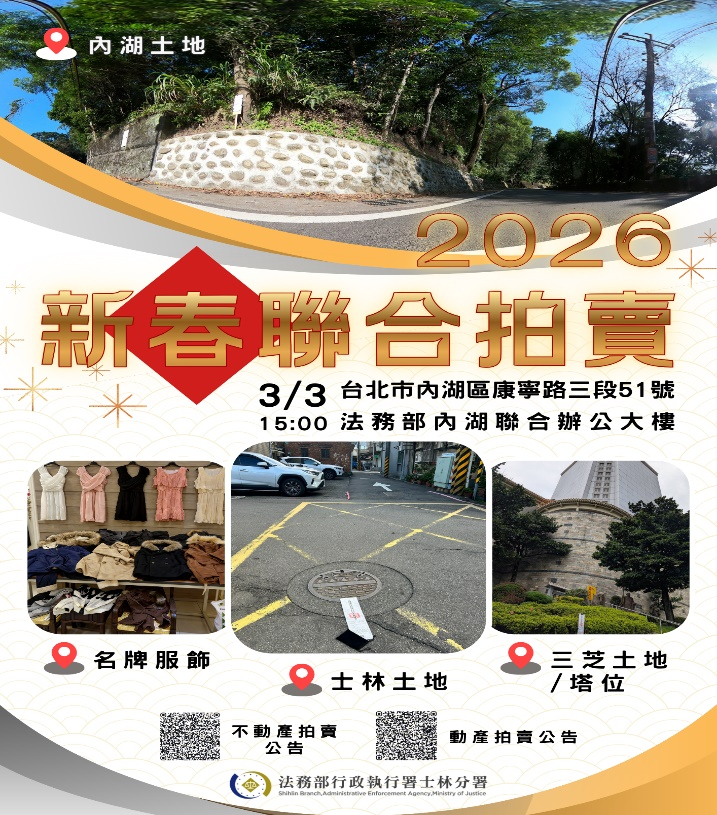 內湖土地
2026
新春聯合拍賣
3/3 台北市內湖區康寧路三段51號
15:00 法務部內湖聯合辦公大樓
名牌服飾
士林土地
三芝土地
/塔位
不動產拍賣
公告
動產拍賣公告
法務部行政執行署士林分署
Shihlin Branch,Administrative Enforcement Agency,Ministry of Justice